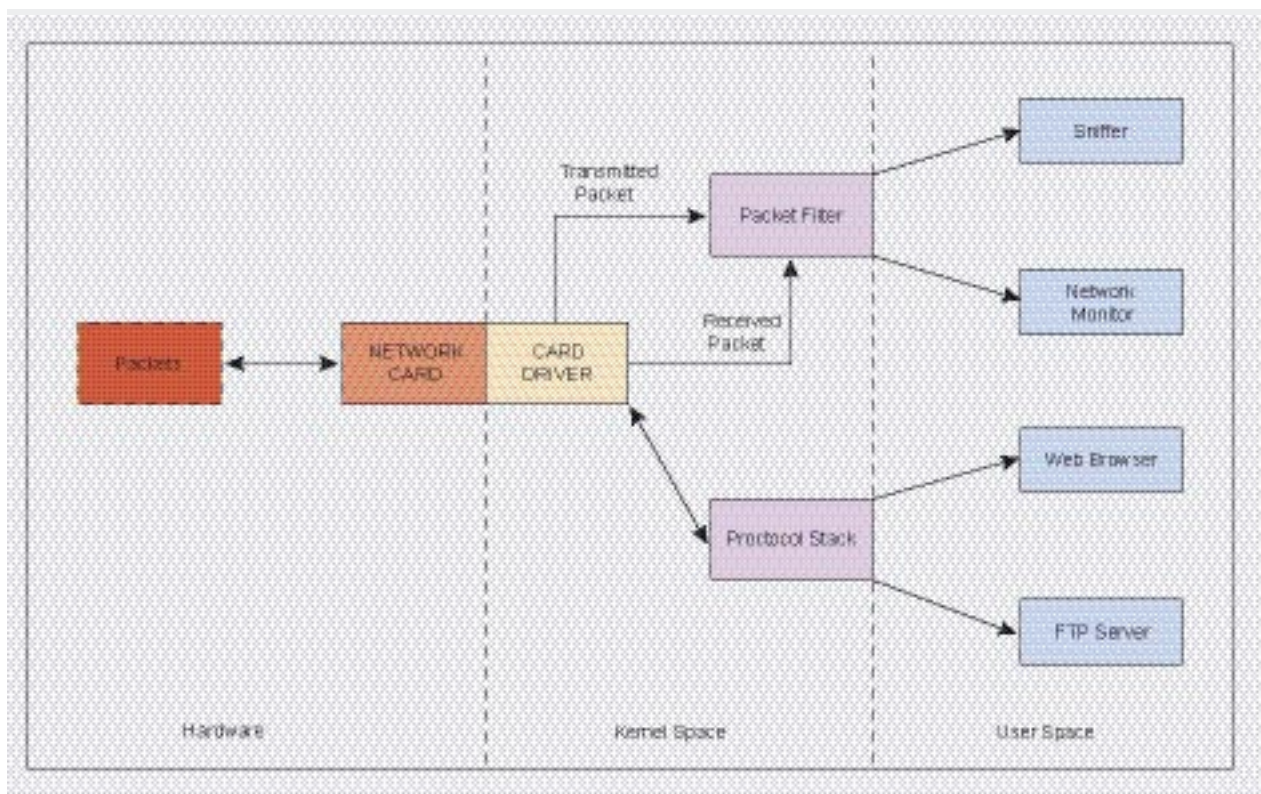 Sniffer
Transmitted
Packet
Packet Filter
Network
Monitor
Received
Packet
Packets
NETWORK
CARD
CARD
DRIVER
Web Browser
Proctocol Stack
FTP Server
Hardware
Kernel Space
User Space